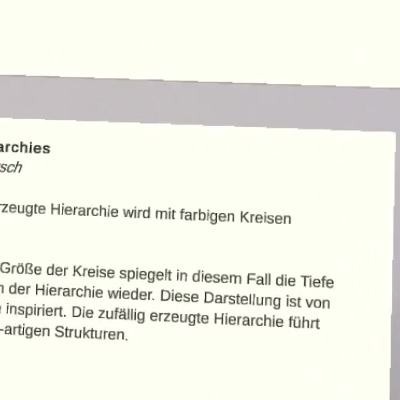 archies
sch
rzeugte Hierarchie wird mit farbigen Kreisen
Größe der Kreise spiegelt in diesem Fall die Tiefe
n der Hierarchie wieder. Diese Darstellung ist von
inspiriert. Die zufällig erzeugte Hierarchie führt
-artigen Strukturen.